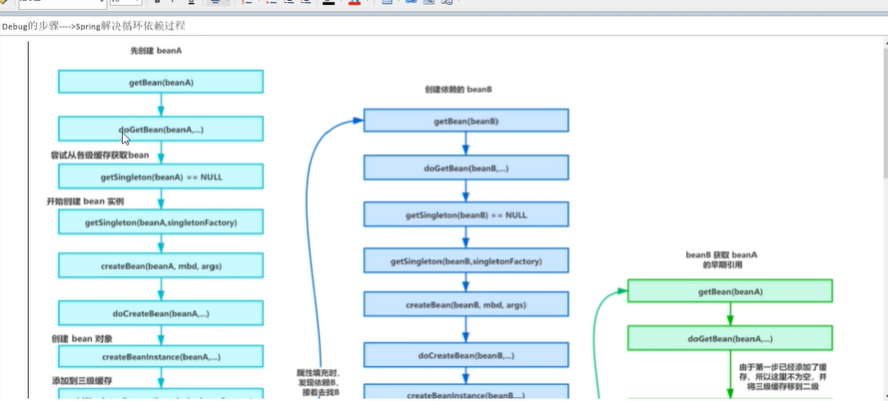 Debug的步骤---->Spring解决循环依赖过程
先创建 beanA
getBean(beanA)
doGetBean(beanA,...)
尝试从各级缓存获取bean
getSingleton(beanA) == NULL
开始创建 bean 实例
getSingleton(beanA,singletonFactory)
createBean(beanA, mbd, args)
doCreateBean(beanA,...)
创建 bean 对象
createBeanInstance(beanA,...)
添加到三级缓存
创建依赖的 beanB
getBean(beanB)
doGetBean(beanB,...)
getSingleton(beanB) == NULL
getSingleton(beanB,singletonFactory)
createBean(beanB, mbd, args)
doCreateBean(beanB,...)
createBeanInstance(beanB,...)
属性填充时,
发现依赖B,
接着去找B
beanB 获取 beanA
的早期引用
getBean(beanA)
doGetBean(beanA,...)
由于第一步已经添加了缓
存，所以这里不为空，并
将三级缓存移到二级